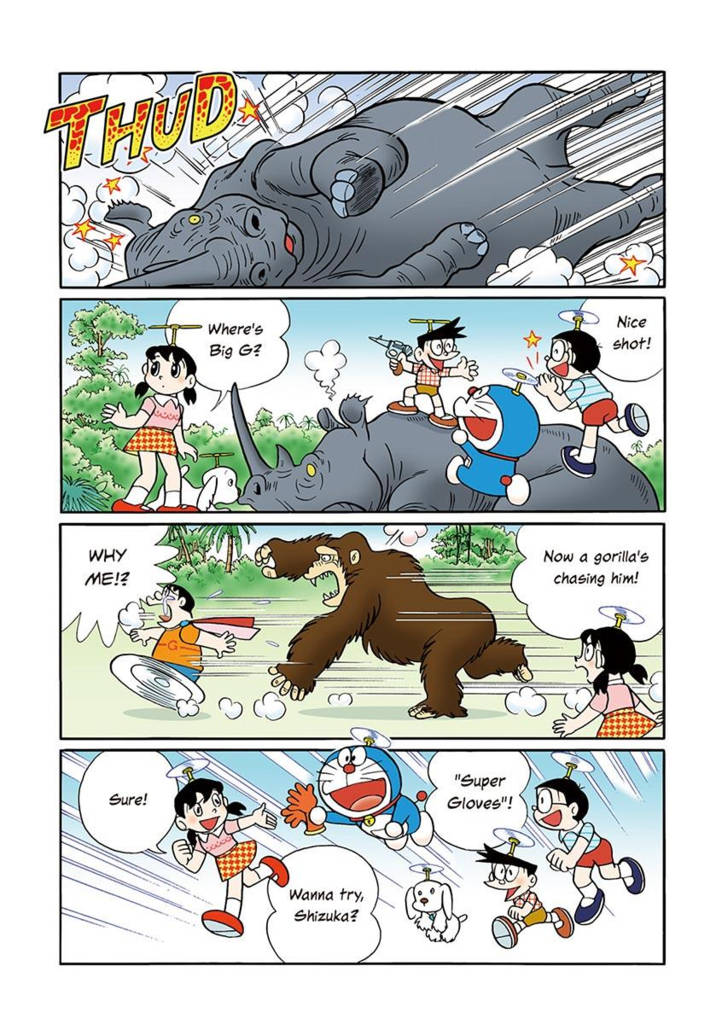 THUD
Where's
Big G?
Nice
shot!
WHY
ME!?
G
Now a gorilla's
chasing him!
Sure!
"Super
Gloves"!
Wanna try,
Shizuka?